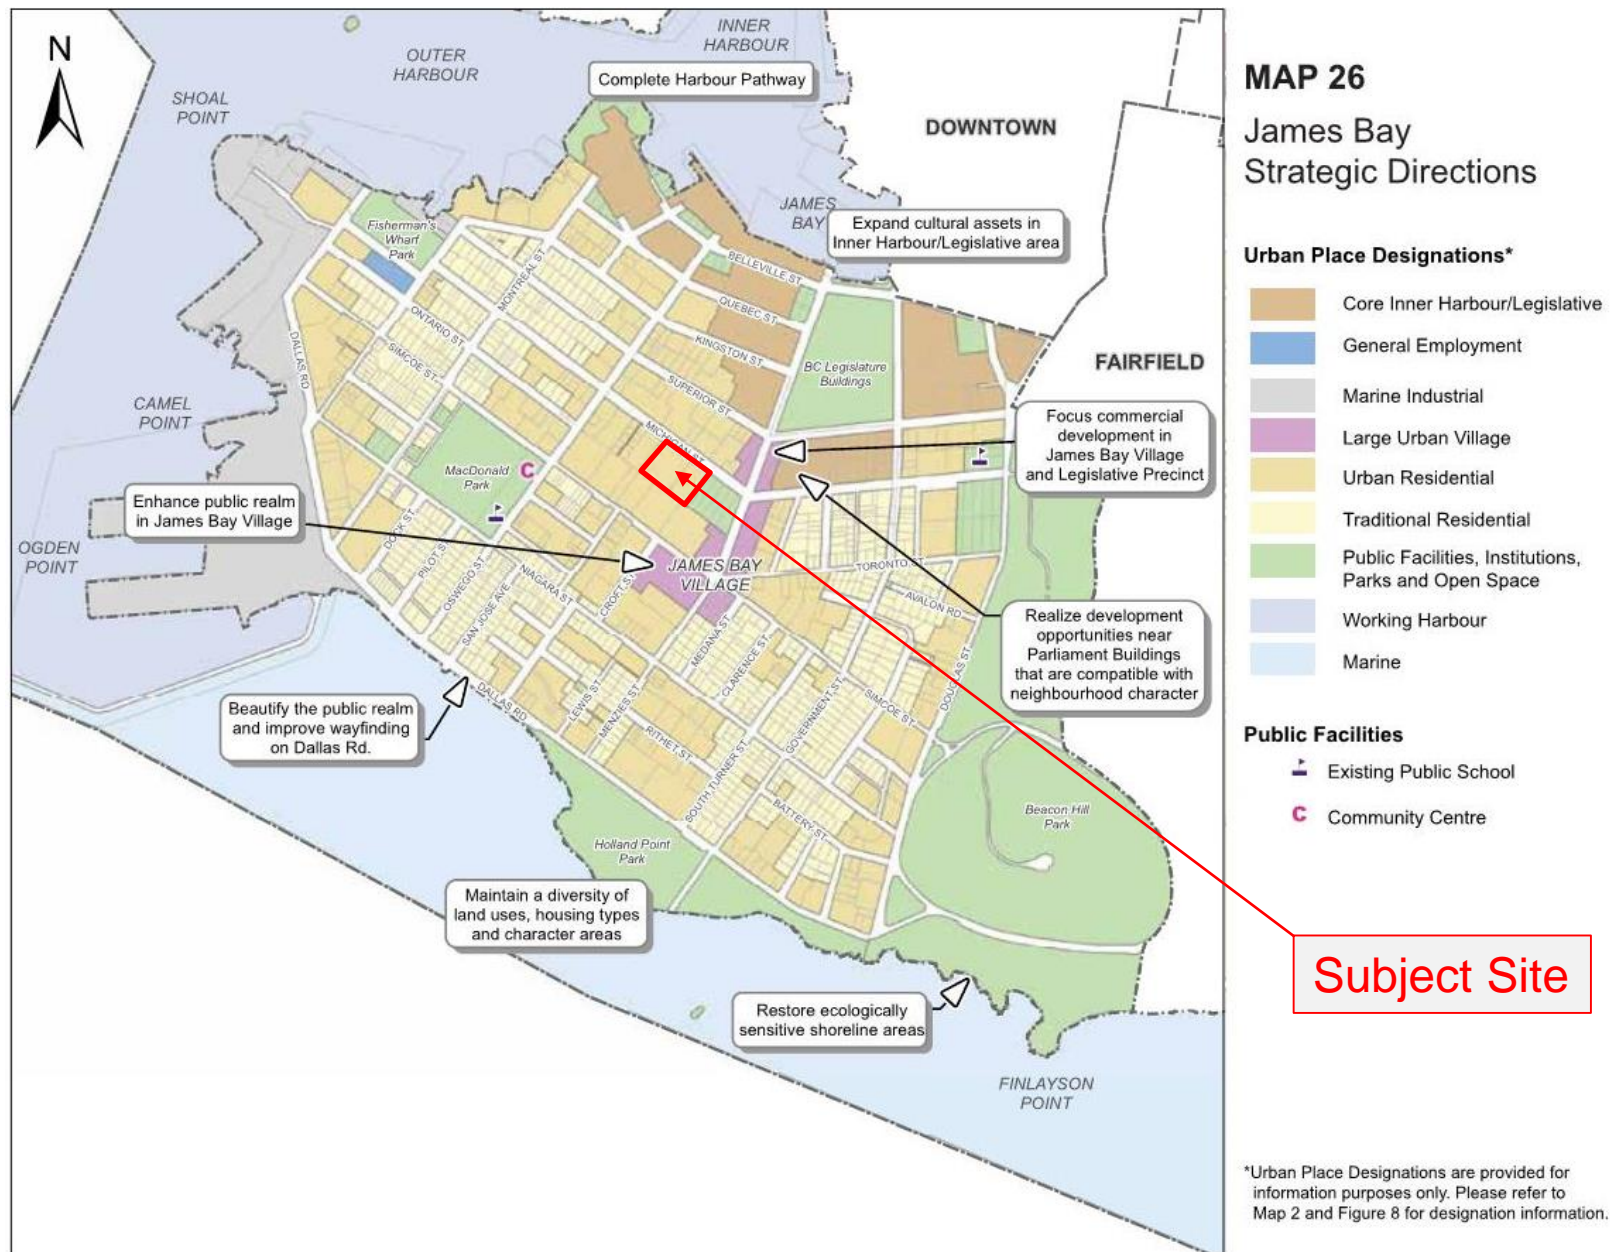 N
OUTER
HARBOUR
INNER
HARBOUR
SHOAL
POINT
Complete Harbour Pathway
DOWNTOWN
JAMES
BAY
Expand cultural assets in
Inner Harbour/Legislative area
Fisherman's
Wharf
Park
BELLEVILLE ST
QUEBEC ST
MONTREAL ST
KINGSTON ST
ONTARIO ST
SIMCOE ST
DALLAS RD
SUPERIOR ST
MICHIGAN ST
BC Legislature
Buildings
FAIRFIELD
CAMEL
POINT
Focus commercial
development in
James Bay Village
and Legislative Precinct
MacDonald
Park
C
Enhance public realm
in James Bay Village
OGDEN
POINT
DOCK ST
PILOT ST
OSWEGO ST
SAN JOSE AVE
NIAGARA ST
CROFT ST
JAMES BAY
VILLAGE
TORONTO ST
AVALON RD
MEDANA ST
CLARENCE ST
LEWIS ST
MENZIES ST
RITHET ST
SOUTH TURNER ST
GOVERNMENT ST
SIMCOE ST
DOUGLAS ST
BATTERY ST
DALLAS RD
Realize development
opportunities near
Parliament Buildings
that are compatible with
neighbourhood character
Beautify the public realm
and improve wayfinding
on Dallas Rd.
Beacon Hill
Park
Holland Point
Park
Maintain a diversity of
land uses, housing types
and character areas
Restore ecologically
sensitive shoreline areas
FINLAYSON
POINT
MAP 26
James Bay
Strategic Directions
Urban Place Designations*
Core Inner Harbour/Legislative
General Employment
Marine Industrial
Large Urban Village
Urban Residential
Traditional Residential
Public Facilities, Institutions,
Parks and Open Space
Working Harbour
Marine
Public Facilities
Existing Public School
C Community Centre
Subject Site
*Urban Place Designations are provided for
information purposes only. Please refer to
Map 2 and Figure 8 for designation information.